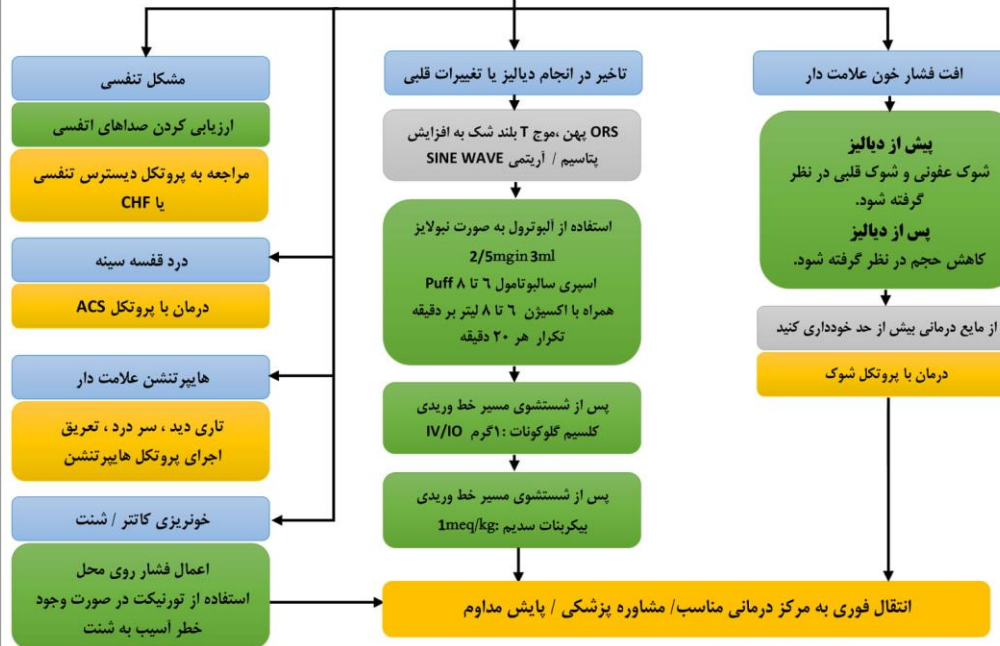 افت فشار خون علامت دار
پیش از دیالیز
شوک عفونی و شوک قلبی در نظر
گرفته شود.
پس از دیالیز
کاهش حجم در نظر گرفته شود.
از مایع درمانی بیش از حد خودداری کنید
درمان با پروتکل شوک
تاخیر در انجام دیالیز یا تغییرات قلبی
ORS پهن ،موج T بلند شک به افزایش
پتاسیم / آریتمی SINE WAVE
استفاده از آلبوترول به صورت نبولایز
2/5mgin 3ml
اسپری سالبوتامول ٦ تا ۸ Puff
همراه با اکسیژن ٦ تا ۸ لیتر بر دقیقه
تکرار هر ۲۰ دقیقه
پس از شستشوی مسیر خط وریدی
کلسیم گلوکونات :۱گرم IV/IO
پس از شستشوی مسیر خط وریدی
بیکربنات سدیم :1meq/kg
مشکل تنفسی
ارزیابی کردن صداهای اتفسی
مراجعه به پروتکل دیسترس تنفسی
یا CHF
درد قفسه سینه
درمان با پروتکل ACS
هایپرتنشن علامت دار
تاری دید ، سر درد ، تعریق
اجرای پروتکل هایپرتنشن
خونریزی کاتتر / شنت
اعمال فشار روی محل
استفاده از تورنیکت در صورت وجود
خطر آسیب به شنت
انتقال فوری به مرکز درمانی مناسب/ مشاوره پزشکی / پایش مداوم